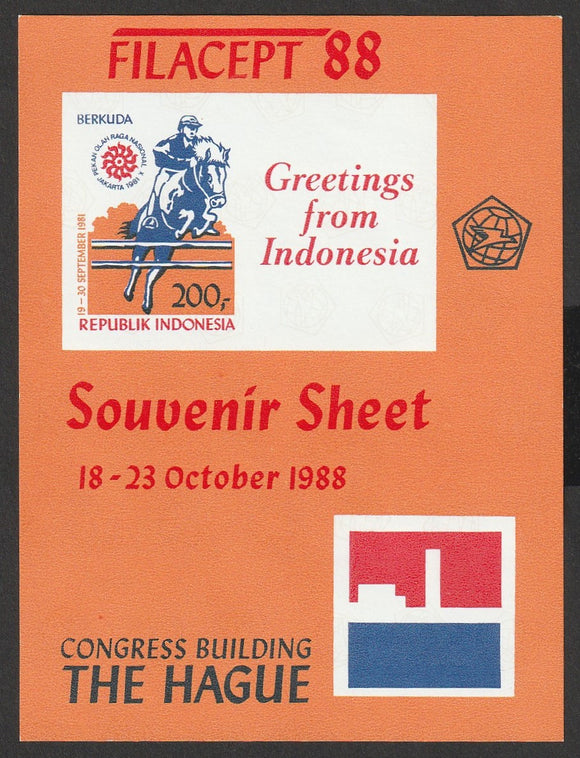 FILACEPT '88
BERKUDA
PEKAN OLAH RAGA NASIONAL X
JAKARTA 1981
19 - 30 SEPTEMBER 1981
200,-
REPUBLIK INDONESIA
Greetings
from
Indonesia
Souvenir Sheet
18 - 23 October 1988
CONGRESS BUILDING
THE HAGUE